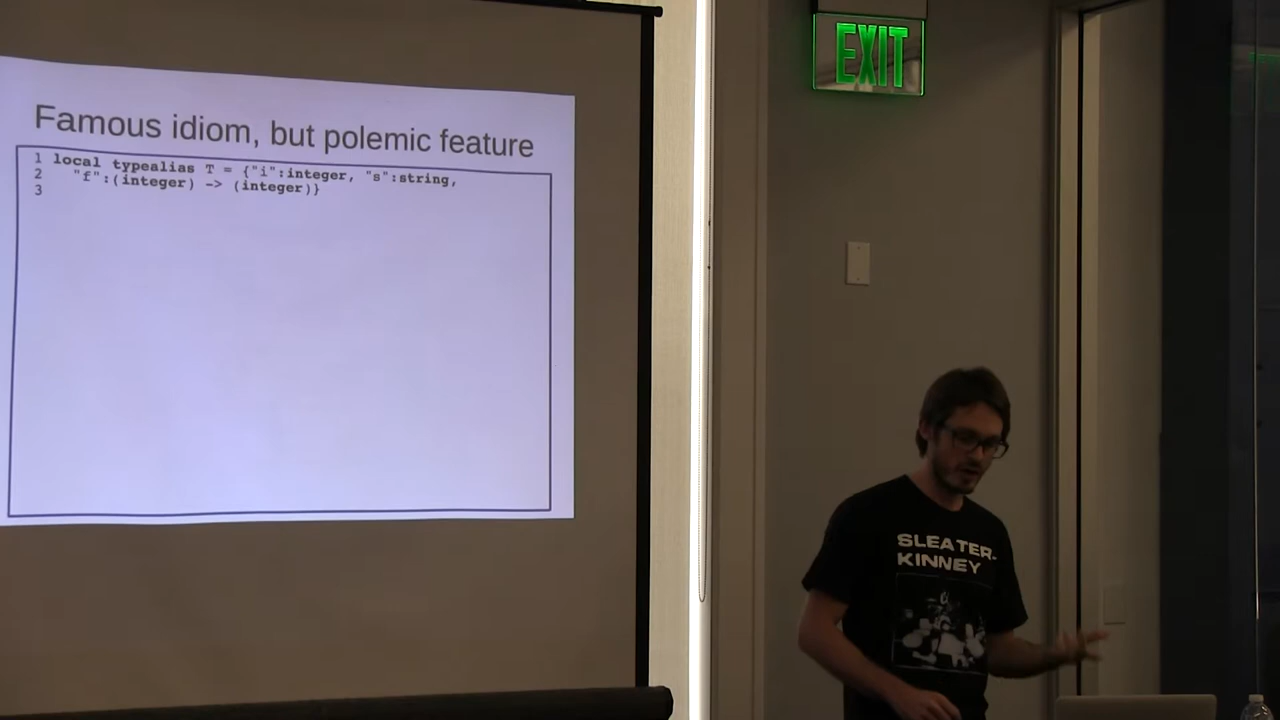 Famous idiom, but polemic feature
1 local typealias T = {"i":integer, "s":string,
2 "f":(integer) -> (integer)}
3
EXIT
SLEATER-
KINNEY